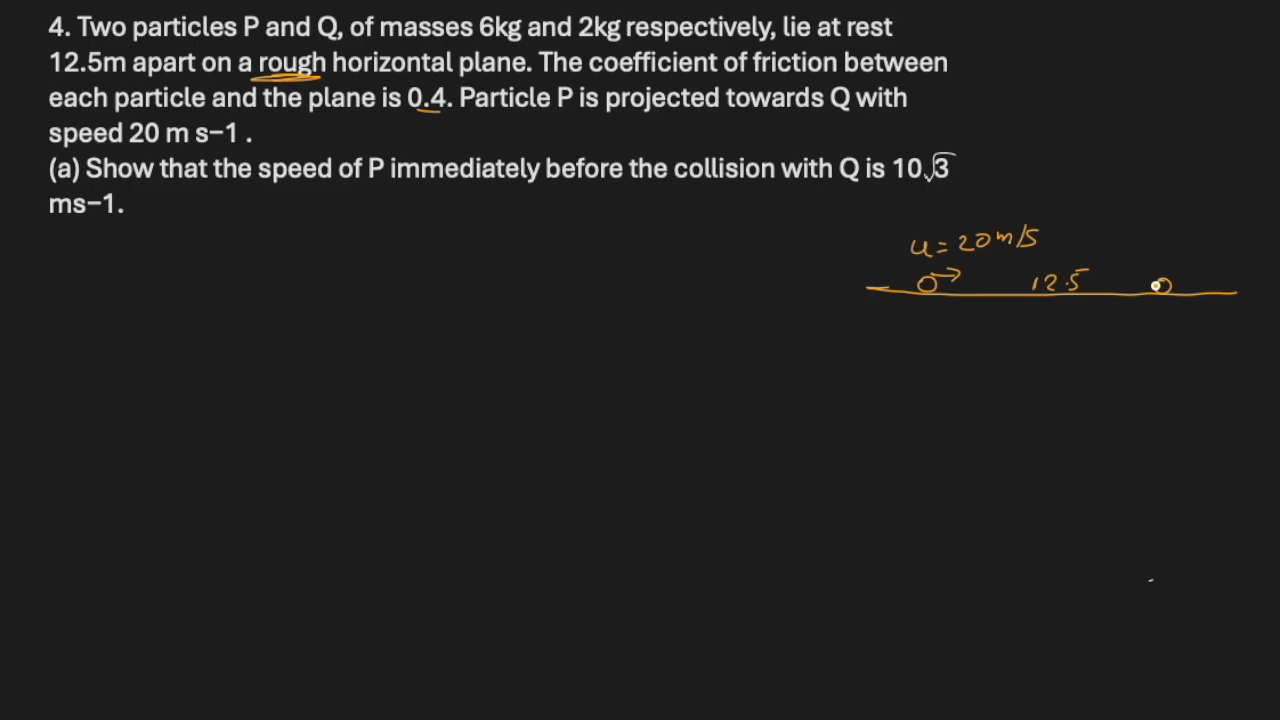 4. Two particles P and Q, of masses 6kg and 2kg respectively, lie at rest
12.5m apart on a rough horizontal plane. The coefficient of friction between
each particle and the plane is 0.4. Particle P is projected towards Q with
speed 20 m s−1 .
(a) Show that the speed of P immediately before the collision with Q is 10√3
ms−1.
u = 20m/s
12.5